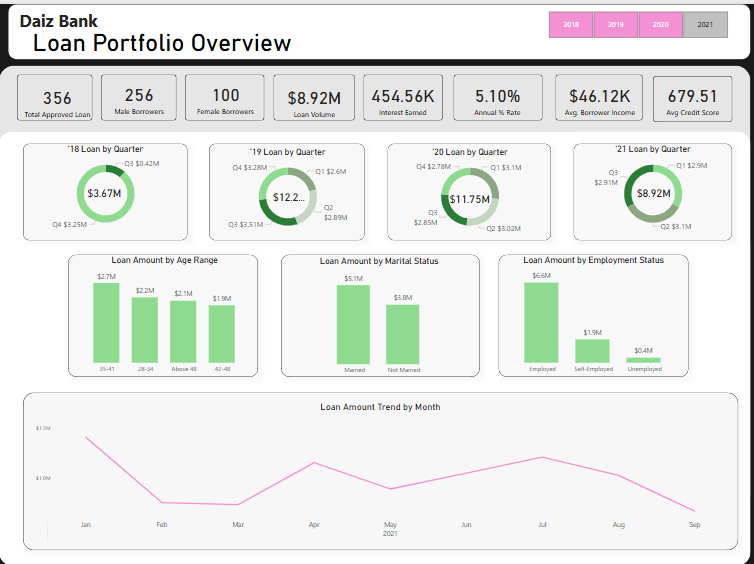 Daiz Bank
Loan Portfolio Overview
2018
2019
2020
2021
356
Total Approved Loan
256
Male Borrowers
100
Female Borrowers
$8.92M
Loan Volume
454.56K
Interest Earned
5.10%
Annual % Rate
$46.12K
Avg. Borrower Income
679.51
Avg Credit Score
'18 Loan by Quarter
Q3 $0.42M
$3.67M
Q4 $3.25M
'19 Loan by Quarter
Q4 $3.28M
Q1 $2.6M
$12.2...
Q2
$2.89M
Q3 $3.51M
'20 Loan by Quarter
Q4 $2.78M
Q1 $3.1M
$11.75M
Q3
$2.85M
Q2 $3.02M
'21 Loan by Quarter
Q1 $2.9M
Q3
$2.91M
$8.92M
Q2 $3.1M
Loan Amount by Age Range
$2.7M
$2.2M
$2.1M
$1.9M
35-41
28-34
Above 48
42-48
Loan Amount by Marital Status
$5.1M
$3.8M
Married
Not Married
Loan Amount by Employment Status
$6.6M
$1.9M
$0.4M
Employed
Self-Employed
Unemployed
Loan Amount Trend by Month
$1.5M
$1.0M
Jan
Feb
Mar
Apr
May
Jun
Jul
Aug
Sep
2021